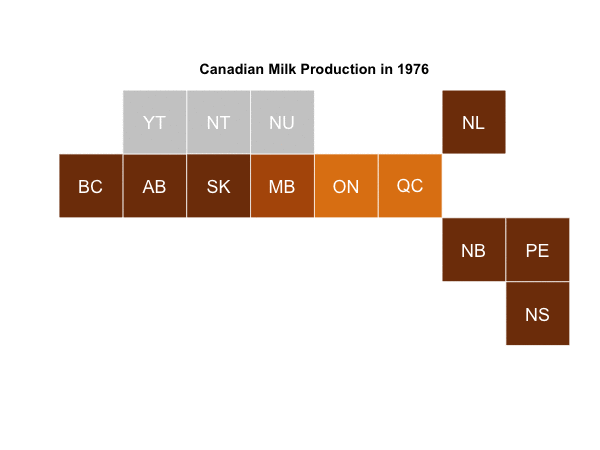 Canadian Milk Production in 1976
YT NT NU NL
BC AB SK MB ON QC
NB PE
NS